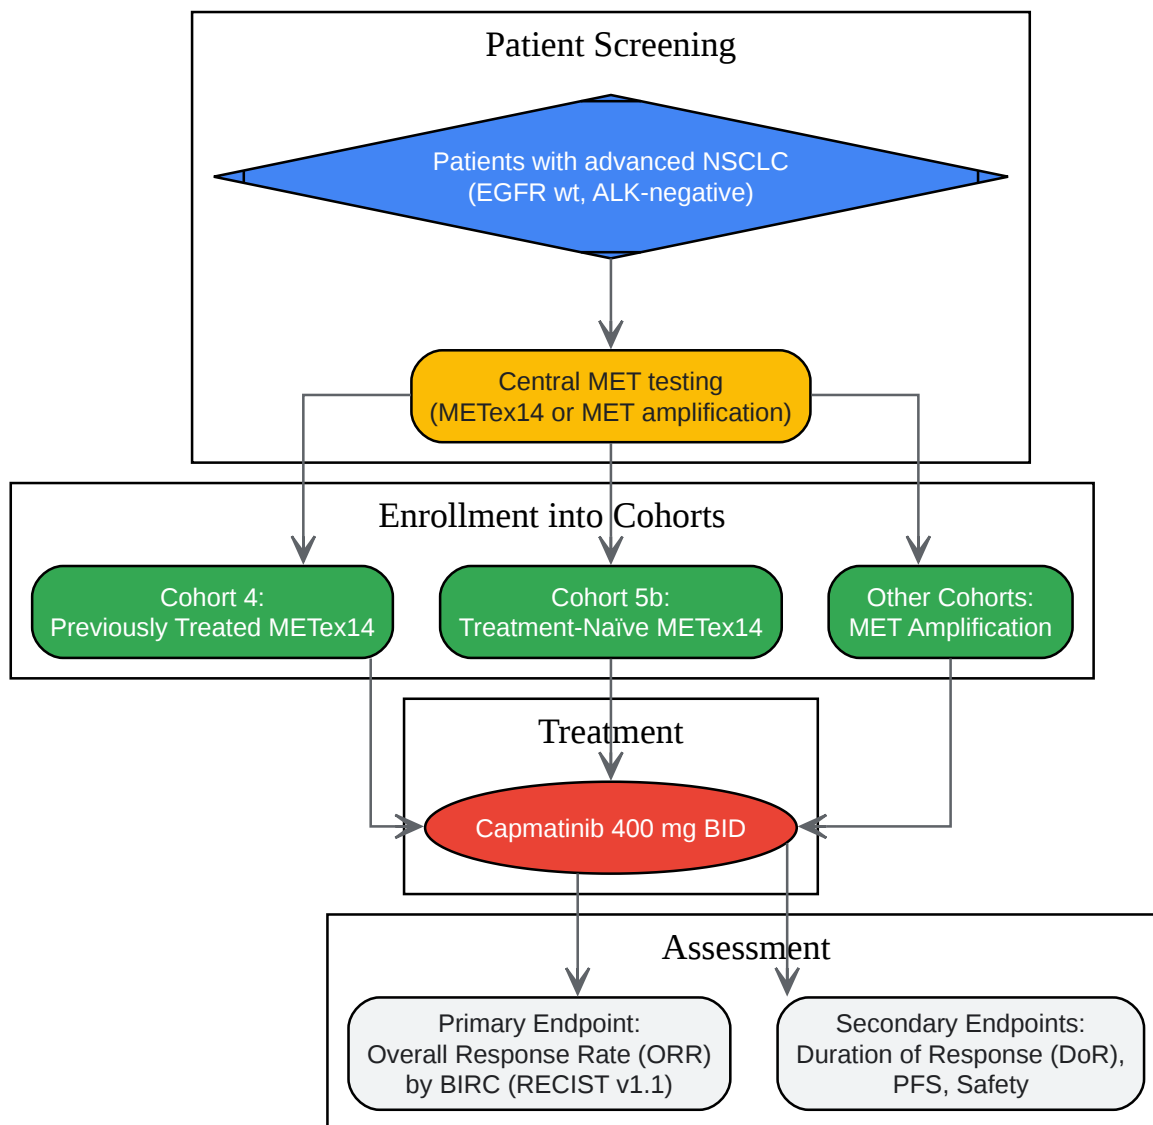 Patient Screening
Patients with advanced NSCLC
(EGFR wt, ALK-negative)
Central MET testing
(METex14 or MET amplification)
Enrollment into Cohorts
Cohort 4:
Previously Treated METex14
Cohort 5b:
Treatment-Naïve METex14
Other Cohorts:
MET Amplification
Treatment
Capmatinib 400 mg BID
Assessment
Primary Endpoint:
Overall Response Rate (ORR)
by BIRC (RECIST v1.1)
Secondary Endpoints:
Duration of Response (DoR),
PFS, Safety